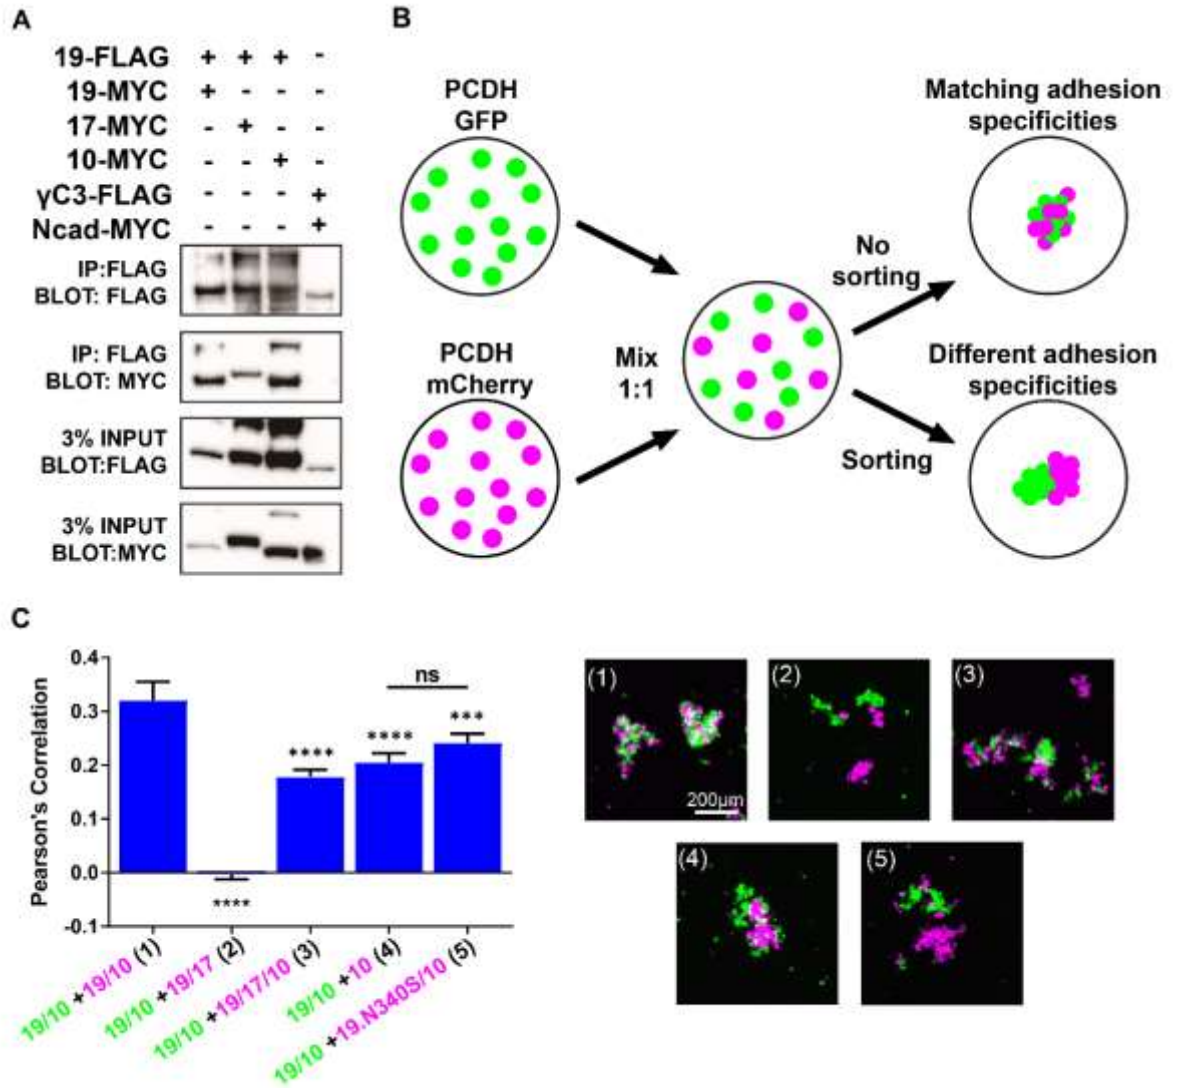 A
19-FLAG + + + -
19-MYC + - - -
17-MYC - + - -
10-MYC - - + -
γC3-FLAG - - - +
Ncad-MYC - - - +
IP:FLAG
BLOT: FLAG
IP: FLAG
BLOT: MYC
3% INPUT
BLOT:FLAG
3% INPUT
BLOT:MYC
B
PCDH
GFP
PCDH
mCherry
Mix
1:1
No
sorting
Sorting
Matching adhesion
specificities
Different adhesion
specificities
C
Pearson's Correlation
0.4
0.3
0.2
0.1
0.0
-0.1
****
****
****
***
ns
19/10 +19/10 (1)
19/10 +19/17 (2)
19/10 +19/17/10 (3)
19/10 +10 (4)
19/10 +19.N340S/10 (5)
(1)
200µm
(2)
(3)
(4)
(5)